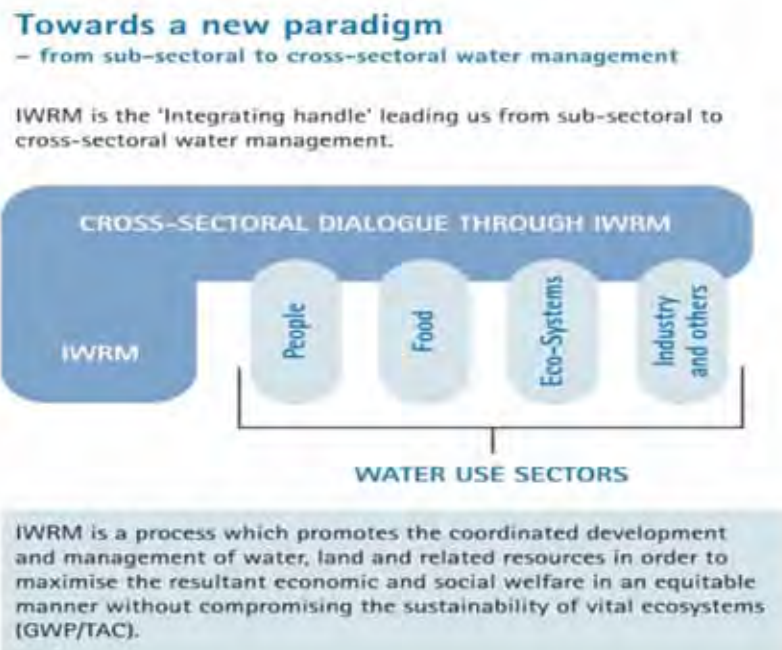 Towards a new paradigm
– from sub-sectoral to cross-sectoral water management
IWRM is the 'Integrating handle' leading us from sub-sectoral to
cross-sectoral water management.
CROSS-SECTORAL DIALOGUE THROUGH IWRM
IWRM
People
Food
Eco-Systems
Industry
and others
WATER USE SECTORS
IWRM is a process which promotes the coordinated development
and management of water, land and related resources in order to
maximise the resultant economic and social welfare in an equitable
manner without compromising the sustainability of vital ecosystems
(GWP/TAC).